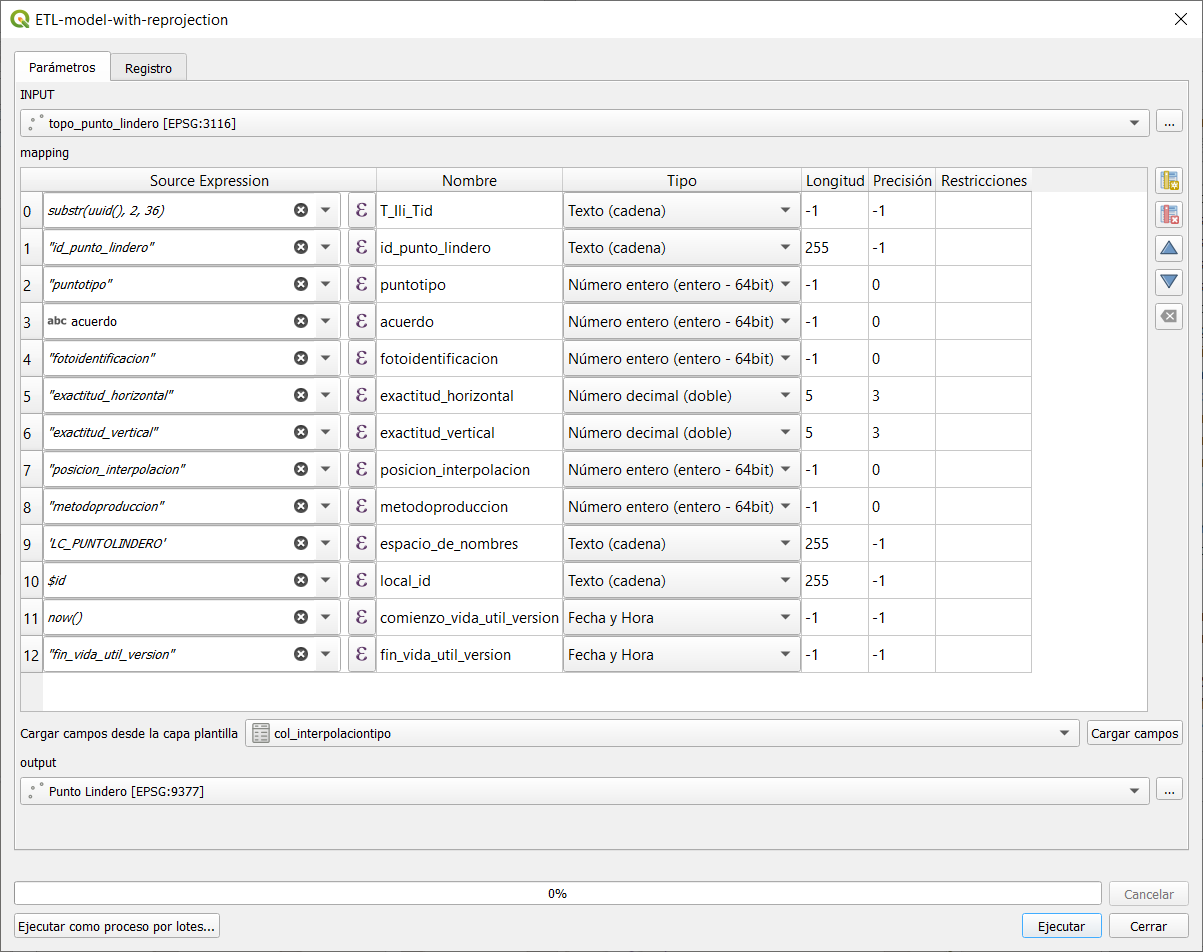 ETL-model-with-reprojection
Parámetros Registro
INPUT
topo_punto_lindero [EPSG:3116] ...
mapping
Source Expression Nombre Tipo Longitud Precisión Restricciones
0 substr(uuid(), 2, 36) ε T_Ili_Tid Texto (cadena) -1 -1
1 "id_punto_lindero" ε id_punto_lindero Texto (cadena) 255 -1
2 "puntotipo" ε puntotipo Número entero (entero - 64bit) -1 0
3 abc acuerdo ε acuerdo Número entero (entero - 64bit) -1 0
4 "fotoidentificacion" ε fotoidentificacion Número entero (entero - 64bit) -1 0
5 "exactitud_horizontal" ε exactitud_horizontal Número decimal (doble) 5 3
6 "exactitud_vertical" ε exactitud_vertical Número decimal (doble) 5 3
7 "posicion_interpolacion" ε posicion_interpolacion Número entero (entero - 64bit) -1 0
8 "metodoproduccion" ε metodoproduccion Número entero (entero - 64bit) -1 0
9 'LC_PUNTOLINDERO' ε espacio_de_nombres Texto (cadena) 255 -1
10 $id ε local_id Texto (cadena) 255 -1
11 now() ε comienzo_vida_util_version Fecha y Hora -1 -1
12 "fin_vida_util_version" ε fin_vida_util_version Fecha y Hora -1 -1
Cargar campos desde la capa plantilla col_interpolaciontipo Cargar campos
output
Punto Lindero [EPSG:9377] ...
0% Cancelar
Ejecutar como proceso por lotes... Ejecutar Cerrar